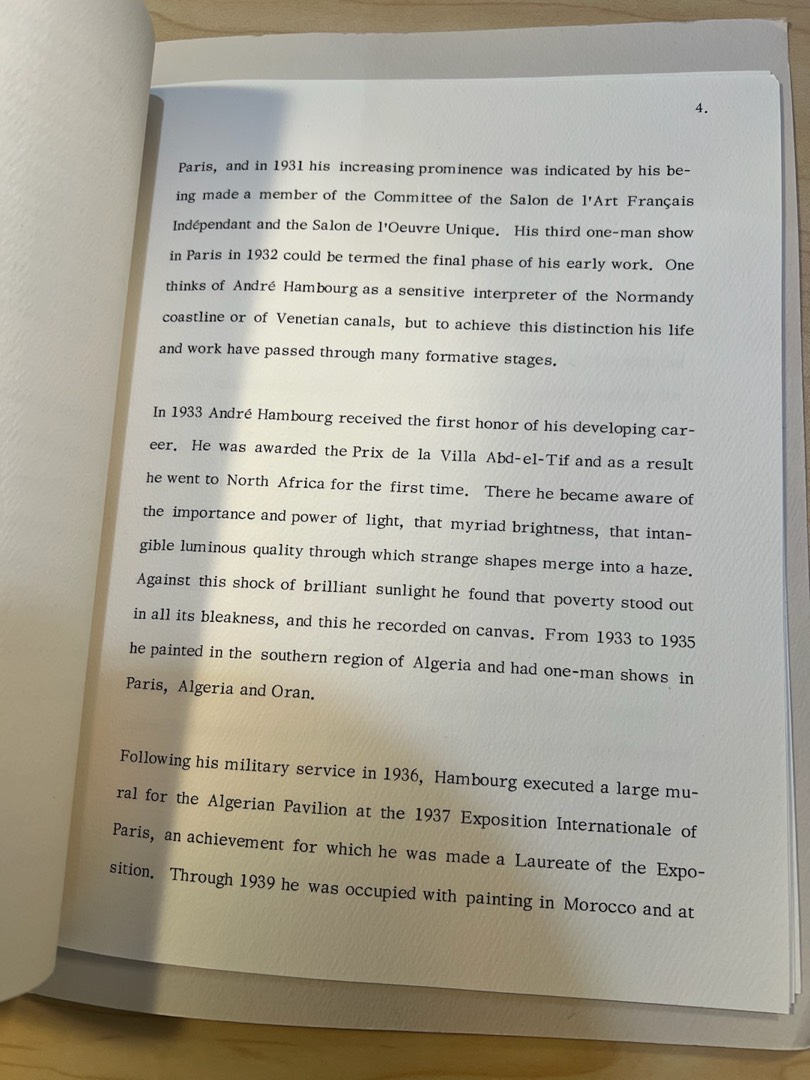 4.
Paris, and in 1931 his increasing prominence was indicated by his be-
ing made a member of the Committee of the Salon de l'Art Français
Indépendant and the Salon de l'Oeuvre Unique. His third one-man show
in Paris in 1932 could be termed the final phase of his early work. One
thinks of André Hambourg as a sensitive interpreter of the Normandy
coastline or of Venetian canals, but to achieve this distinction his life
and work have passed through many formative stages.
In 1933 André Hambourg received the first honor of his developing car-
eer. He was awarded the Prix de la Villa Abd-el-Tif and as a result
he went to North Africa for the first time. There he became aware of
the importance and power of light, that myriad brightness, that intan-
gible luminous quality through which strange shapes merge into a haze.
Against this shock of brilliant sunlight he found that poverty stood out
in all its bleakness, and this he recorded on canvas. From 1933 to 1935
he painted in the southern region of Algeria and had one-man shows in
Paris, Algeria and Oran.
Following his military service in 1936, Hambourg executed a large mu-
ral for the Algerian Pavilion at the 1937 Exposition Internationale of
Paris, an achievement for which he was made a Laureate of the Expo-
sition. Through 1939 he was occupied with painting in Morocco and at